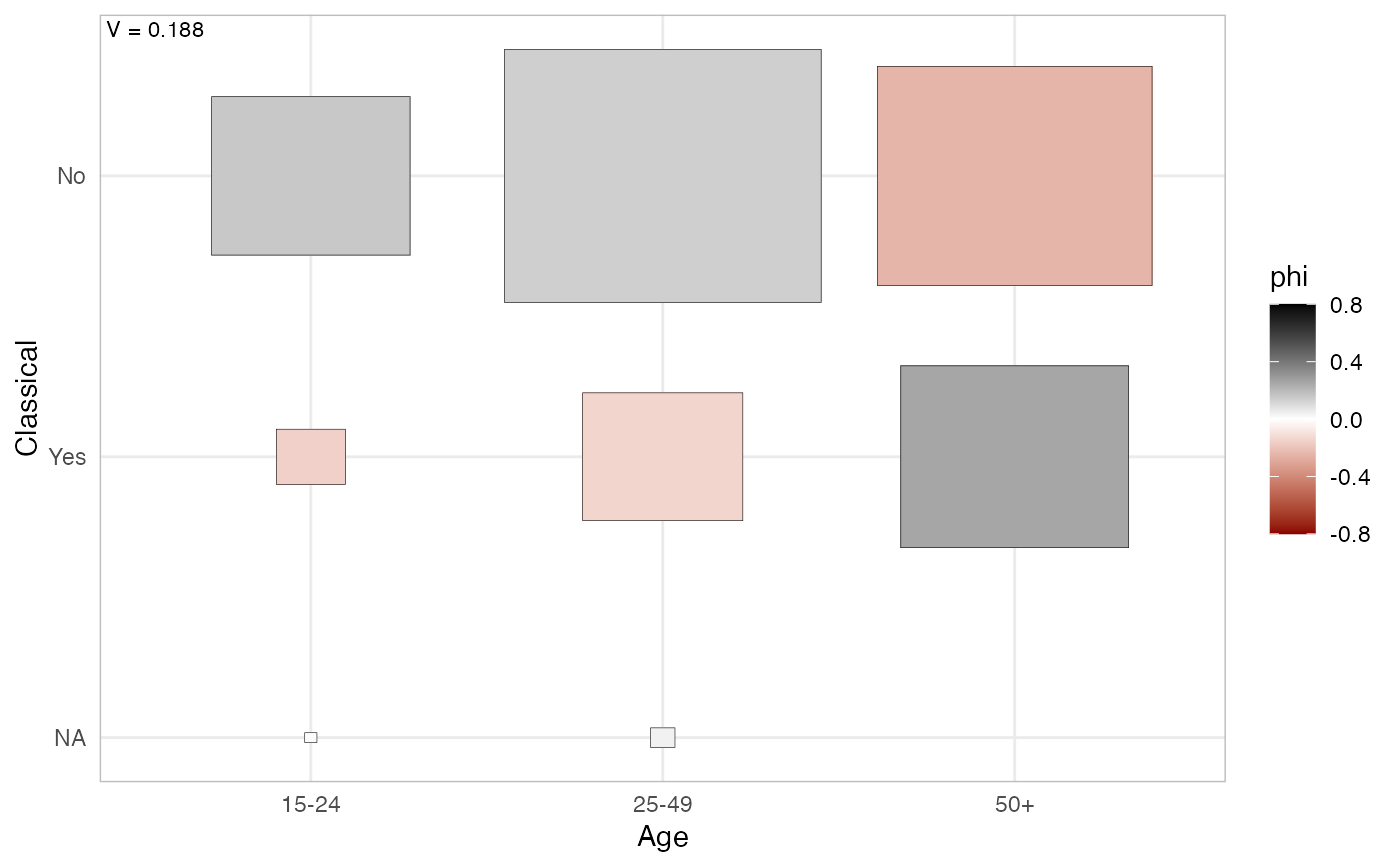 V = 0.188
No
Yes
NA
Classical
15-24
25-49
50+
Age
phi
0.8
0.4
0.0
-0.4
-0.8